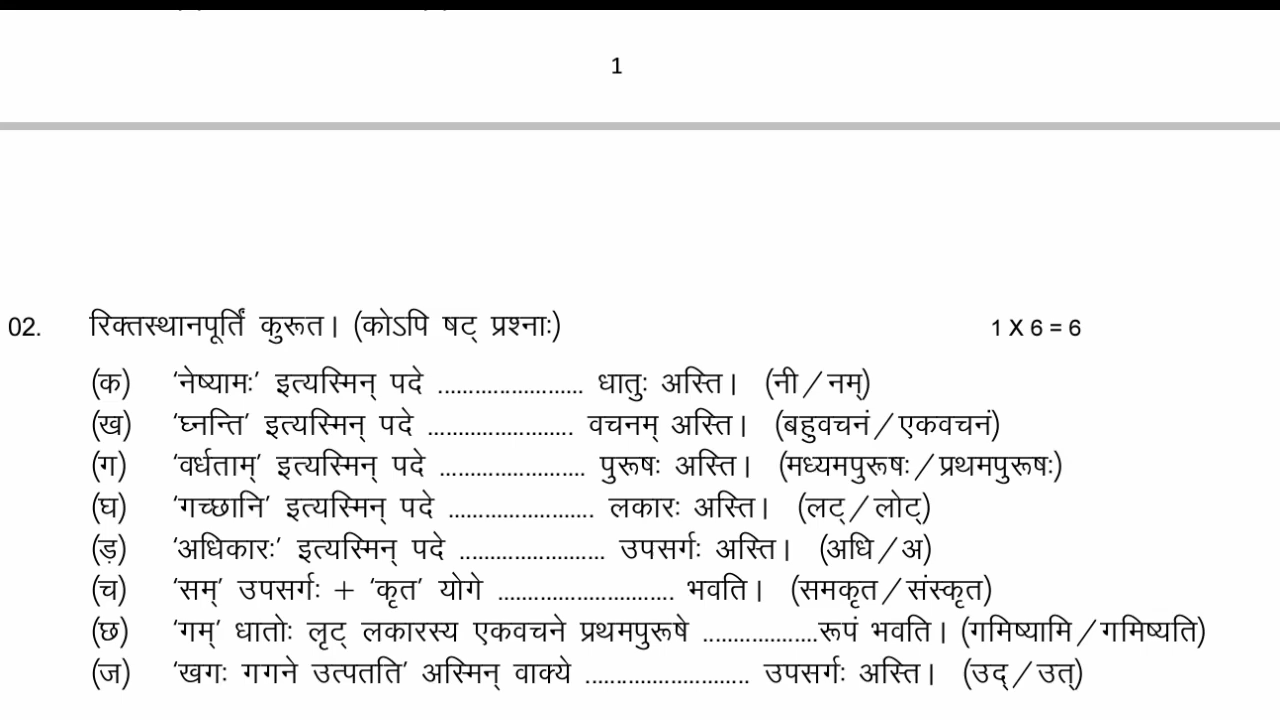 1
02. रिक्तस्थानपूर्तिं कुरूत। (कोऽपि षट् प्रश्नाः) 1 X 6 = 6
(क) ‘नेष्यामः’ इत्यस्मिन् पदे ........................ धातुः अस्ति। (नी/नम्)
(ख) ‘घ्नन्ति’ इत्यस्मिन् पदे ........................ वचनम् अस्ति। (बहुवचनं/एकवचनं)
(ग) ‘वर्धताम्’ इत्यस्मिन् पदे ........................ पुरूषः अस्ति। (मध्यमपुरूषः/प्रथमपुरूषः)
(घ) ‘गच्छानि’ इत्यस्मिन् पदे ........................ लकारः अस्ति। (लट्/लोट्)
(ड़) ‘अधिकारः’ इत्यस्मिन् पदे ........................ उपसर्गः अस्ति। (अधि/अ)
(च) ‘सम्’ उपसर्गः + ‘कृत’ योगे ............................. भवति। (समकृत/संस्कृत)
(छ) ‘गम्’ धातोः लृट् लकारस्य एकवचने प्रथमपुरूषे ...................रूपं भवति। (गमिष्यामि/गमिष्यति)
(ज) ‘खगः गगने उत्पतति’ अस्मिन् वाक्ये ........................... उपसर्गः अस्ति। (उद्/उत्)